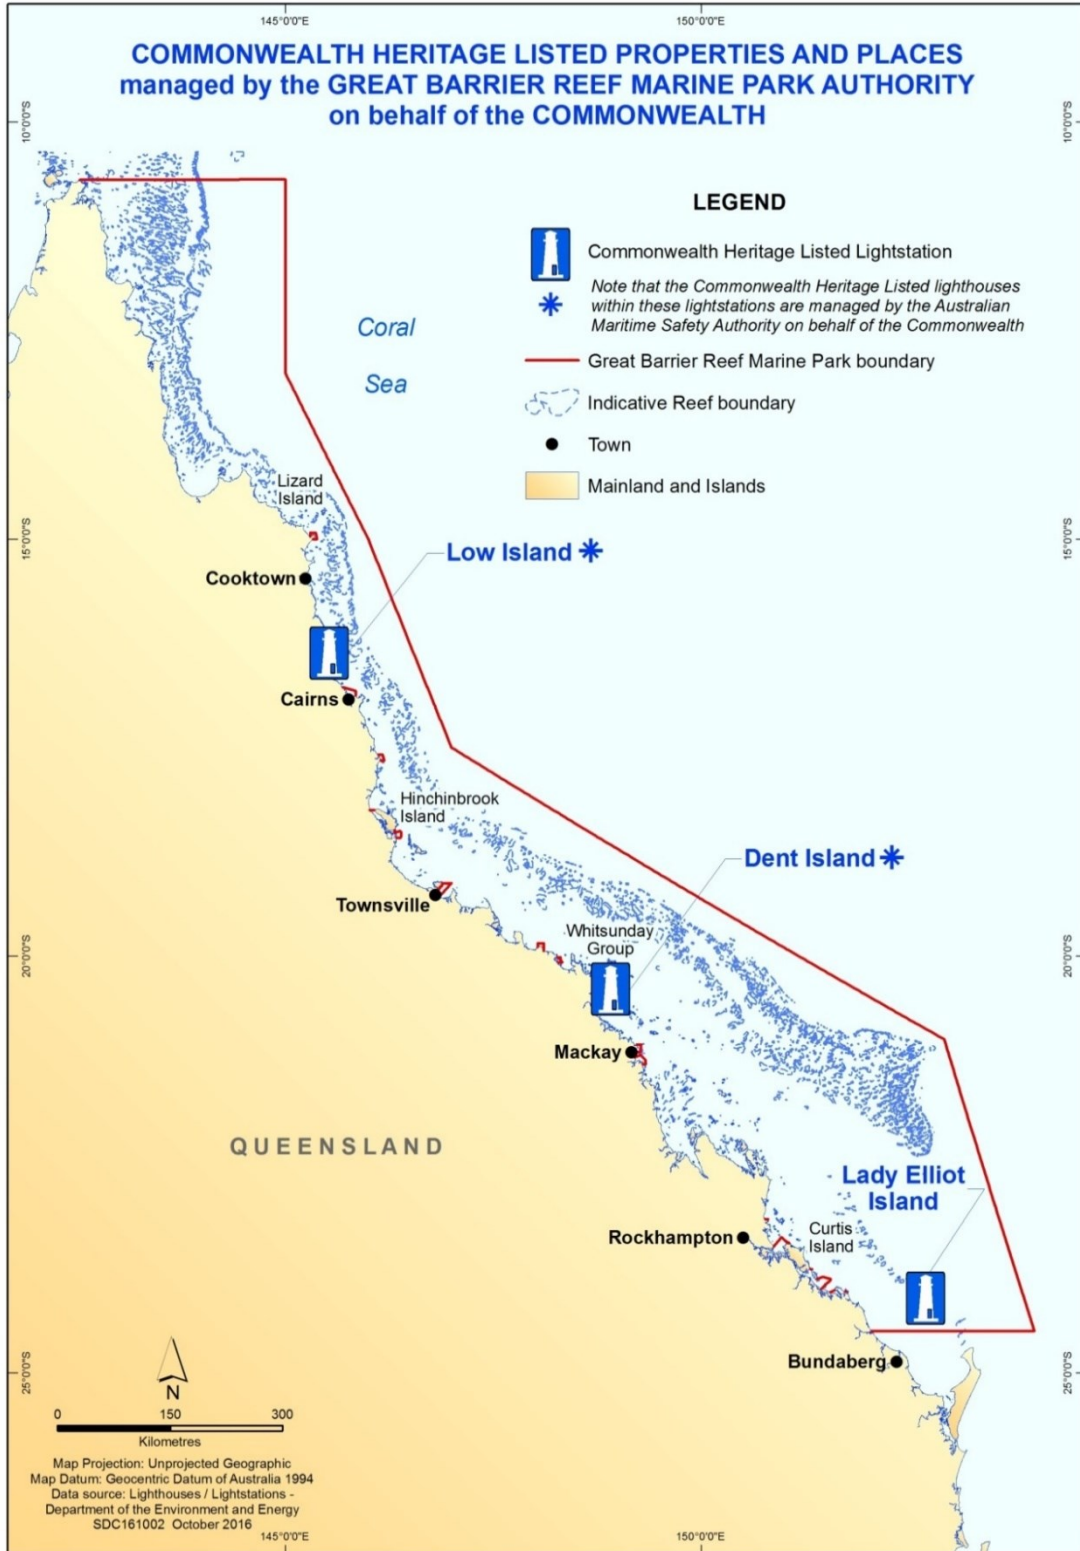 145°0'0"E
150°0'0"E
COMMONWEALTH HERITAGE LISTED PROPERTIES AND PLACES
managed by the GREAT BARRIER REEF MARINE PARK AUTHORITY
on behalf of the COMMONWEALTH
10°0'0"S
10°0'0"S
LEGEND
Commonwealth Heritage Listed Lightstation
Note that the Commonwealth Heritage Listed lighthouses
within these lightstations are managed by the Australian
Maritime Safety Authority on behalf of the Commonwealth
Great Barrier Reef Marine Park boundary
Indicative Reef boundary
Town
Mainland and Islands
Coral
Sea
Lizard
Island
15°0'0"S
15°0'0"S
Low Island
Cooktown
Cairns
Hinchinbrook
Island
Dent Island
Townsville
Whitsunday
Group
20°0'0"S
20°0'0"S
Mackay
QUEENSLAND
Lady Elliot
Island
Rockhampton
Curtis
Island
Bundaberg
25°0'0"S
25°0'0"S
N
0 150 300
Kilometres
Map Projection: Unprojected Geographic
Map Datum: Geocentric Datum of Australia 1994
Data source: Lighthouses / Lightstations -
Department of the Environment and Energy
SDC161002 October 2016
145°0'0"E
150°0'0"E